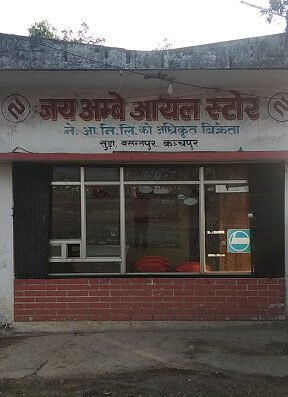 जय अम्बे आयल स्टोर
ने. आ. नि. लि. को अधिकृत बिक्रेता
सुडा, बसन्तपुर, कञ्चपुर